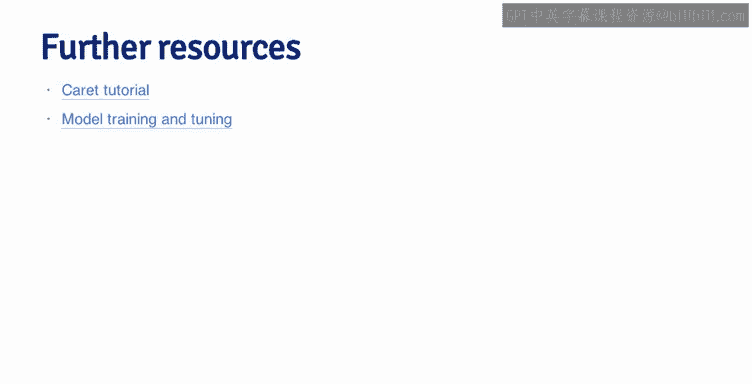 GPT中英字幕课程资源@bilibili.com
Further resources
· Caret tutorial
· Model training and tuning